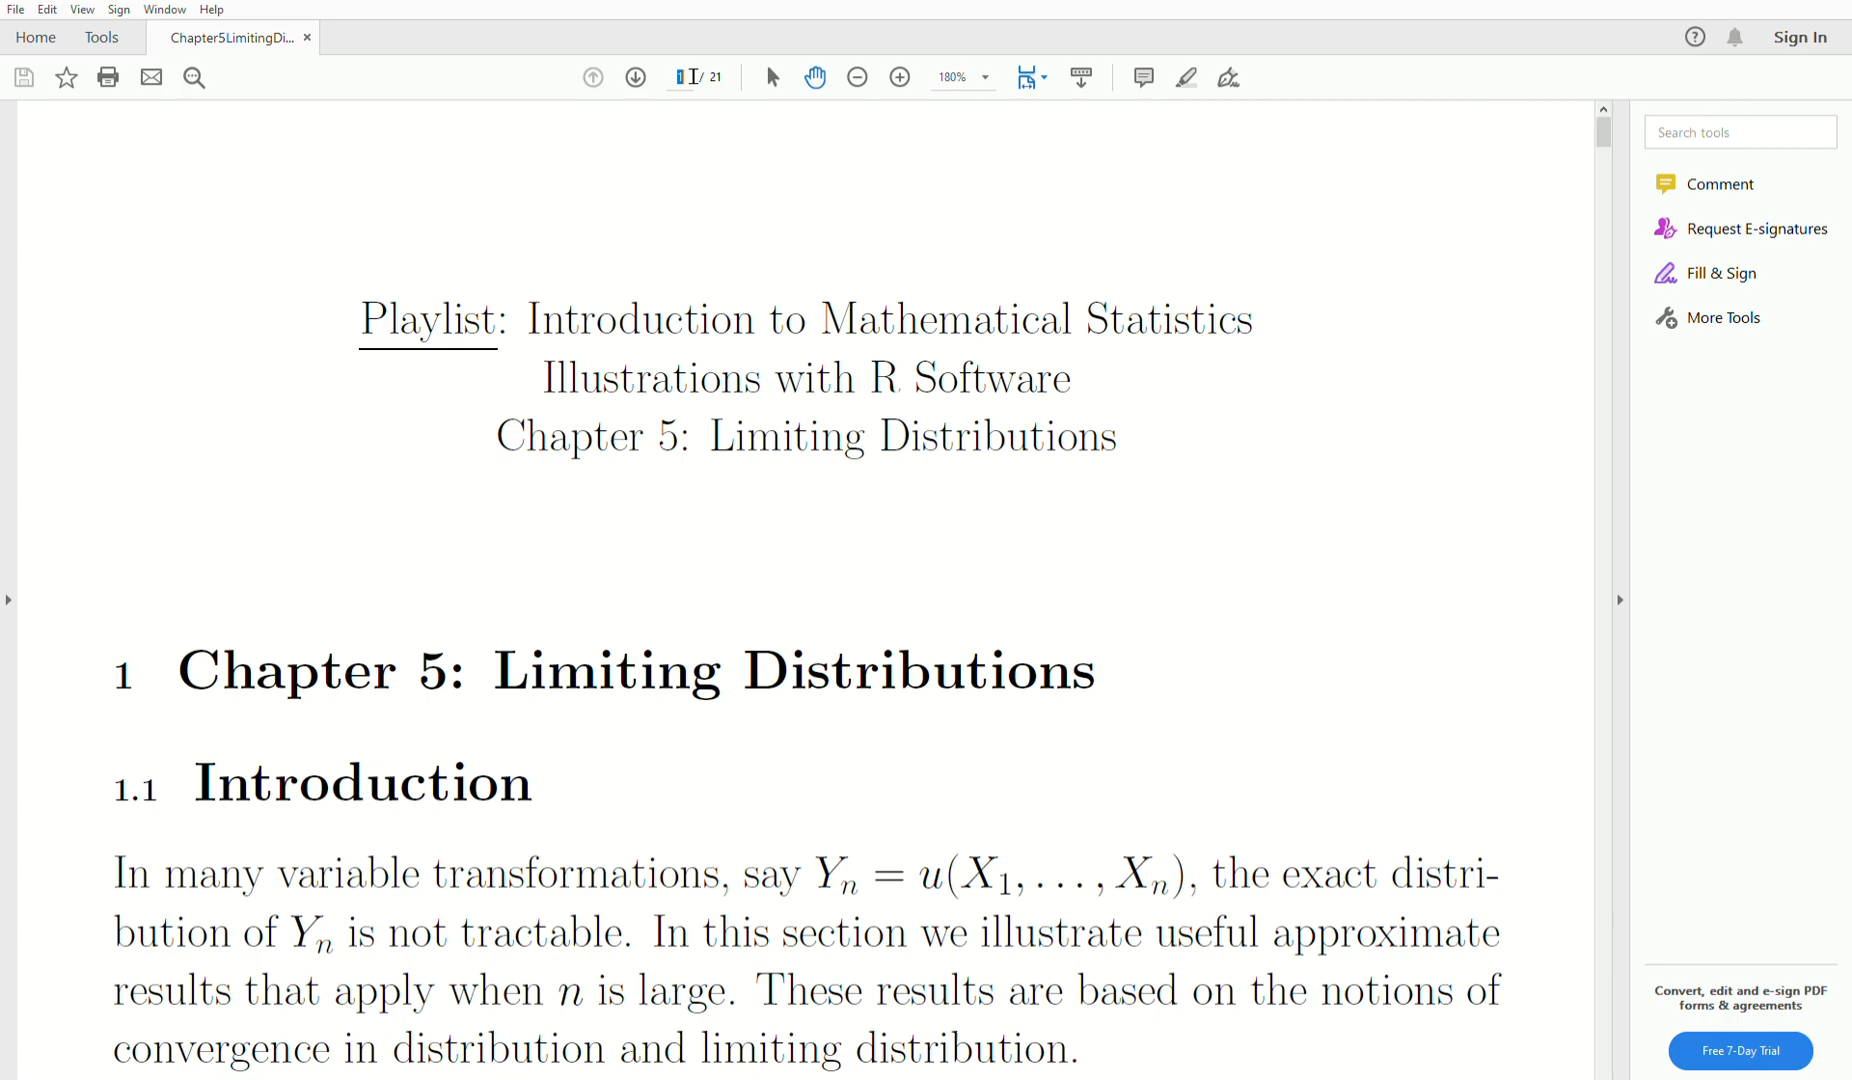 File Edit View Sign Window Help
Home Tools Chapter5LimitingDi... × Sign In
1 / 21 180%
Search tools
Comment
Request E-signatures
Fill & Sign
More Tools
Playlist: Introduction to Mathematical Statistics
Illustrations with R Software
Chapter 5: Limiting Distributions
1 Chapter 5: Limiting Distributions
1.1 Introduction
In many variable transformations, say Yₙ = u(X₁, . . . , Xₙ), the exact distri-
bution of Yₙ is not tractable. In this section we illustrate useful approximate
results that apply when n is large. These results are based on the notions of
convergence in distribution and limiting distribution.
Convert, edit and e-sign PDF
forms & agreements
Free 7-Day Trial